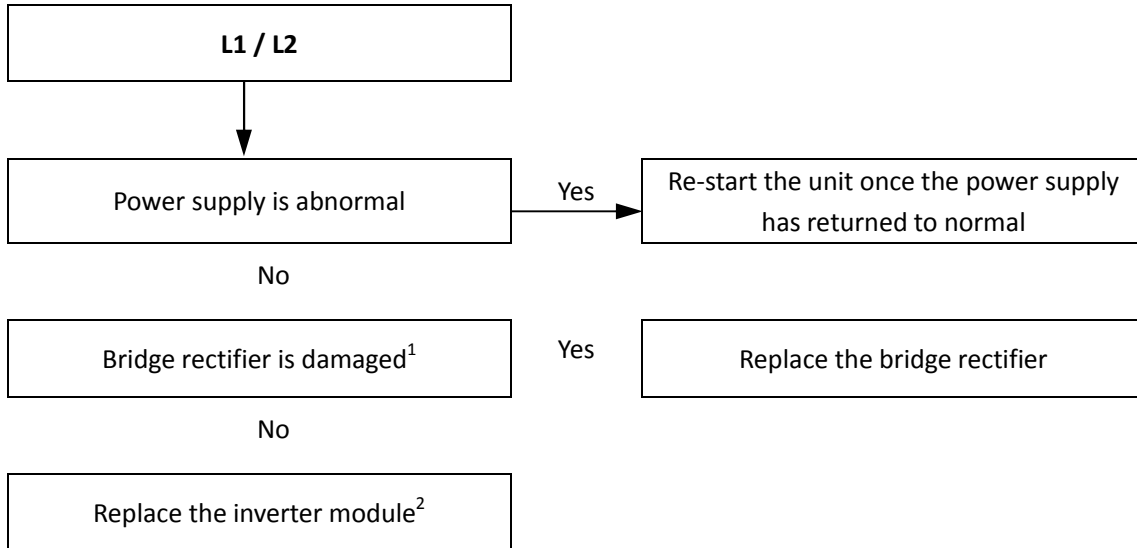 L1 / L2
Power supply is abnormal
Yes
Re-start the unit once the power supply
has returned to normal
No
Bridge rectifier is damaged1
Yes
Replace the bridge rectifier
No
Replace the inverter module2